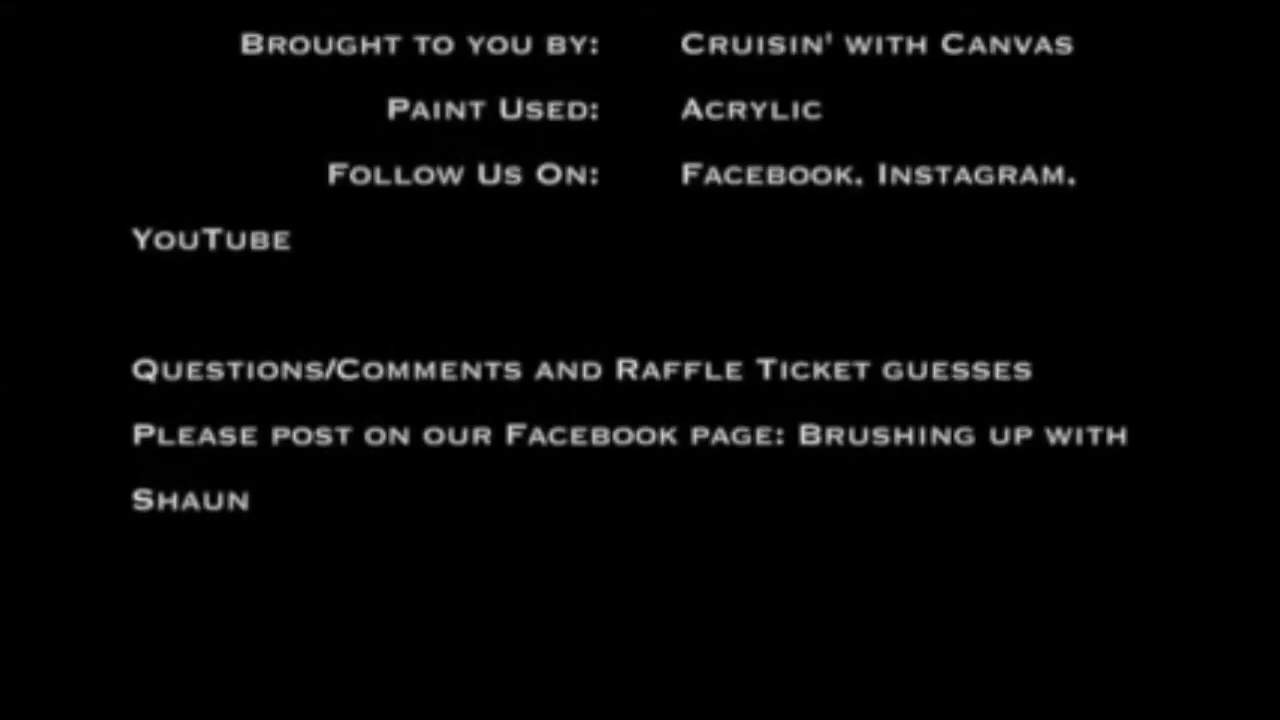 Brought to you by: Cruisin' with Canvas
Paint Used: Acrylic
Follow Us On: Facebook, Instagram,
YouTube
Questions/Comments and Raffle Ticket guesses
Please post on our Facebook page: Brushing up with
Shaun